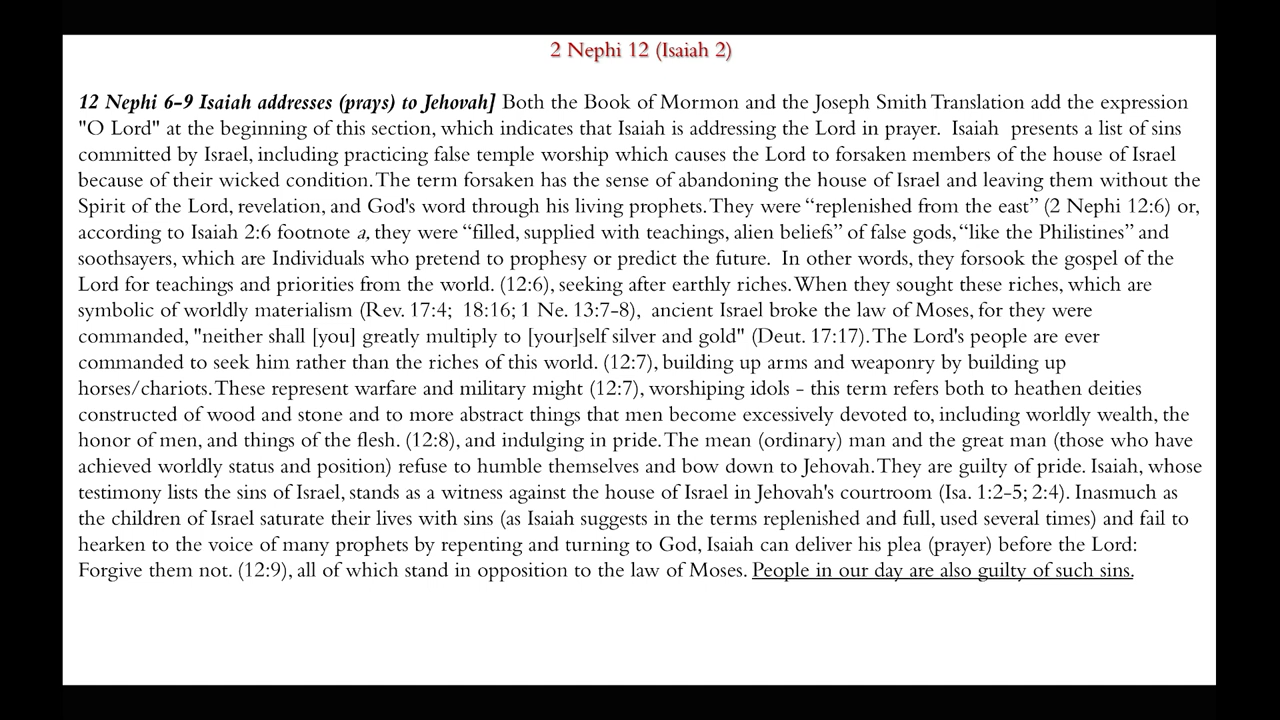 2 Nephi 12 (Isaiah 2)
12 Nephi 6-9 Isaiah addresses (prays) to Jehovah] Both the Book of Mormon and the Joseph Smith Translation add the expression
"O Lord" at the beginning of this section, which indicates that Isaiah is addressing the Lord in prayer.  Isaiah  presents a list of sins
committed by Israel, including practicing false temple worship which causes the Lord to forsaken members of the house of Israel
because of their wicked condition. The term forsaken has the sense of abandoning the house of Israel and leaving them without the
Spirit of the Lord, revelation, and God's word through his living prophets. They were “replenished from the east” (2 Nephi 12:6) or,
according to Isaiah 2:6 footnote a, they were “filled, supplied with teachings, alien beliefs” of false gods, “like the Philistines” and
soothsayers, which are Individuals who pretend to prophesy or predict the future.  In other words, they forsook the gospel of the
Lord for teachings and priorities from the world. (12:6), seeking after earthly riches. When they sought these riches, which are
symbolic of worldly materialism (Rev. 17:4;  18:16; 1 Ne. 13:7-8),  ancient Israel broke the law of Moses, for they were
commanded, "neither shall [you] greatly multiply to [your]self silver and gold" (Deut. 17:17). The Lord's people are ever
commanded to seek him rather than the riches of this world. (12:7), building up arms and weaponry by building up
horses/chariots. These represent warfare and military might (12:7), worshiping idols - this term refers both to heathen deities
constructed of wood and stone and to more abstract things that men become excessively devoted to, including worldly wealth, the
honor of men, and things of the flesh. (12:8), and indulging in pride. The mean (ordinary) man and the great man (those who have
achieved worldly status and position) refuse to humble themselves and bow down to Jehovah. They are guilty of pride. Isaiah, whose
testimony lists the sins of Israel, stands as a witness against the house of Israel in Jehovah's courtroom (Isa. 1:2-5; 2:4). Inasmuch as
the children of Israel saturate their lives with sins (as Isaiah suggests in the terms replenished and full, used several times) and fail to
hearken to the voice of many prophets by repenting and turning to God, Isaiah can deliver his plea (prayer) before the Lord:
Forgive them not. (12:9), all of which stand in opposition to the law of Moses. People in our day are also guilty of such sins.